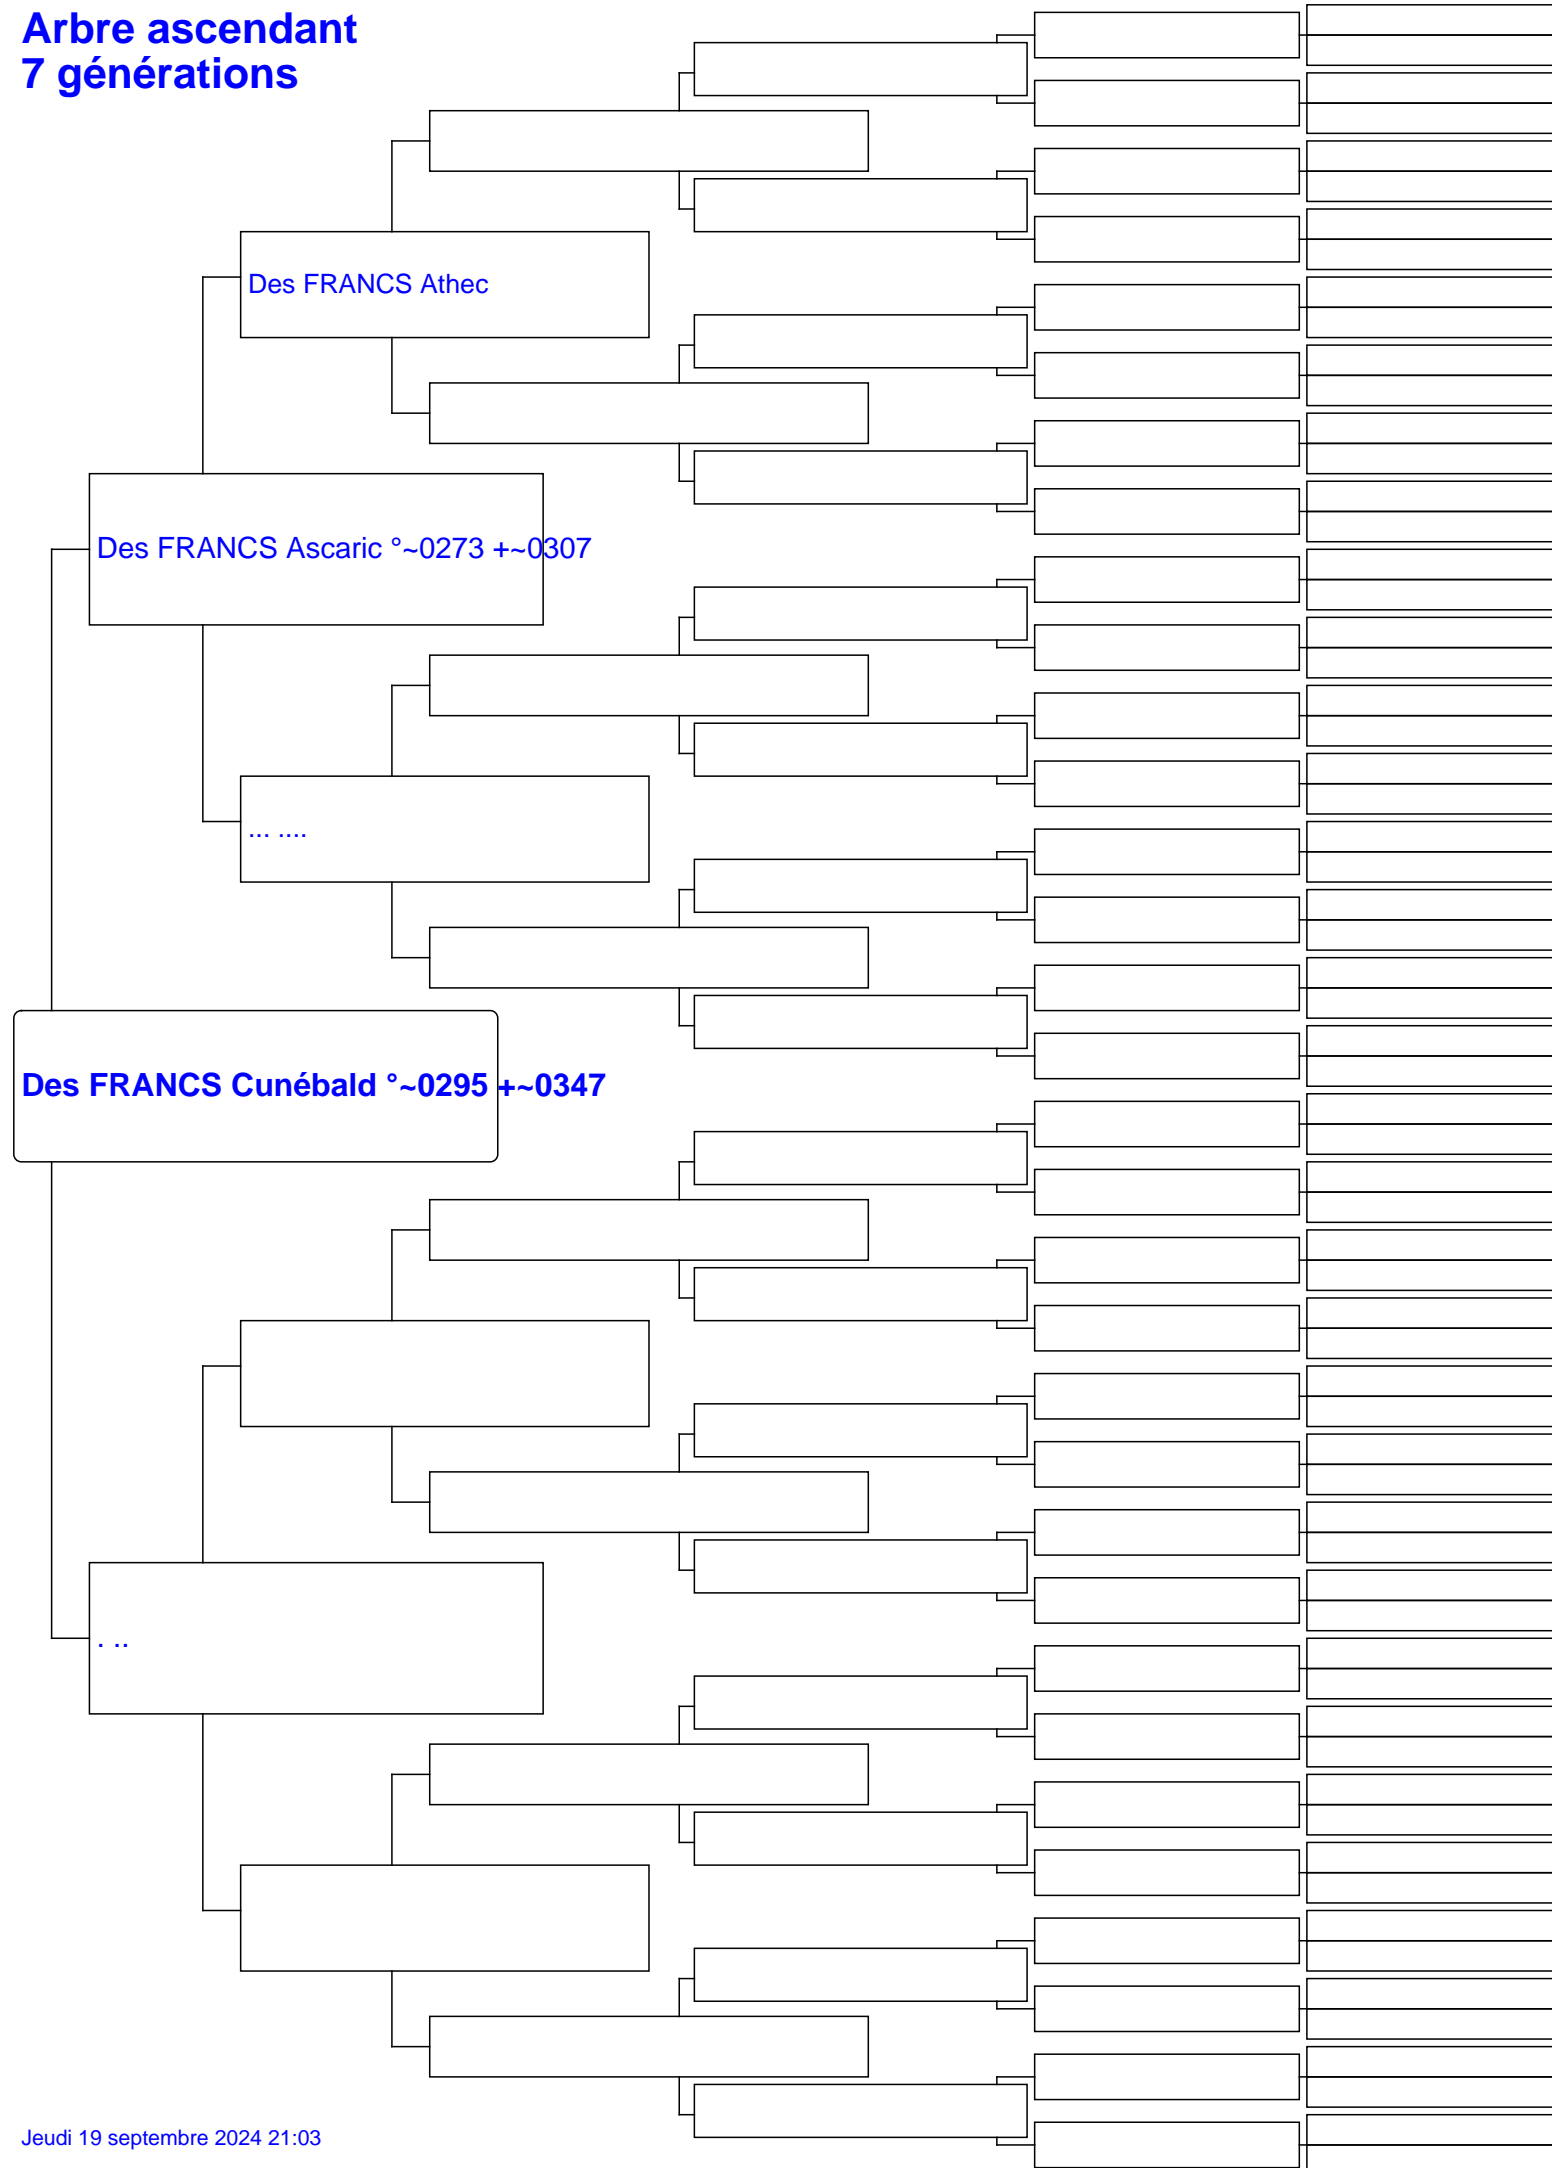 Arbre ascendant
7 générations
Des FRANCS Athec
Des FRANCS Ascaric °~0273 +~0307
... ....
Des FRANCS Cunébald °~0295 +~0347
. ..
Jeudi 19 septembre 2024 21:03